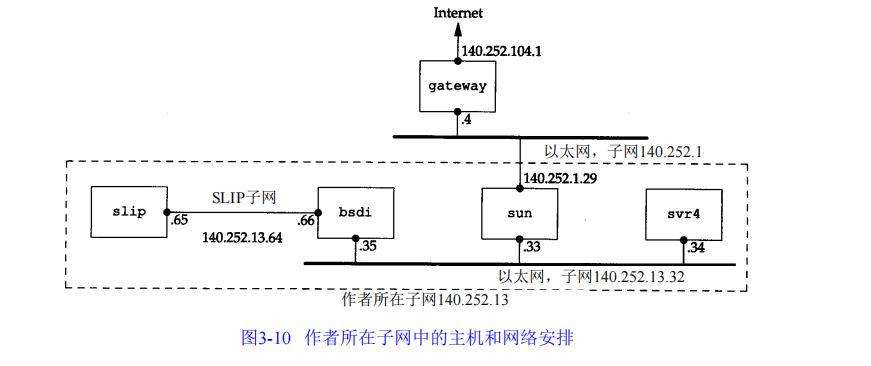 Internet
140.252.104.1
gateway
.4
以太网，子网140.252.1
140.252.1.29
slip
SLIP子网
bsdi
sun
svr4
.65
.66
140.252.13.64
.35
.33
.34
以太网，子网140.252.13.32
作者所在子网140.252.13
图3-10 作者所在子网中的主机和网络安排